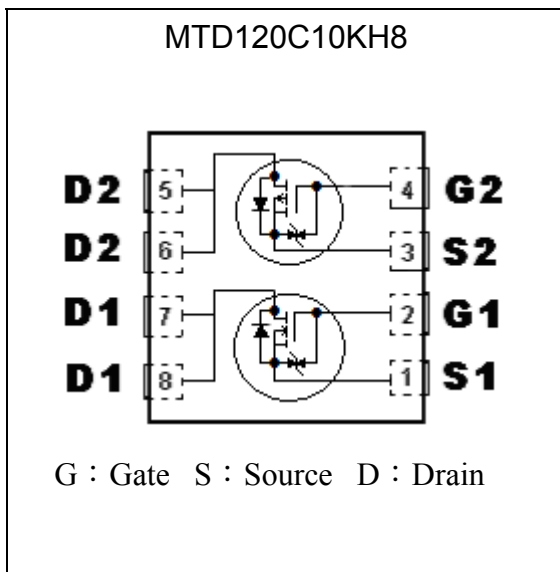 MTD120C10KH8
D2 5 4 G2
D2 6 3 S2
D1 7 2 G1
D1 8 1 S1
G：Gate S：Source D：Drain